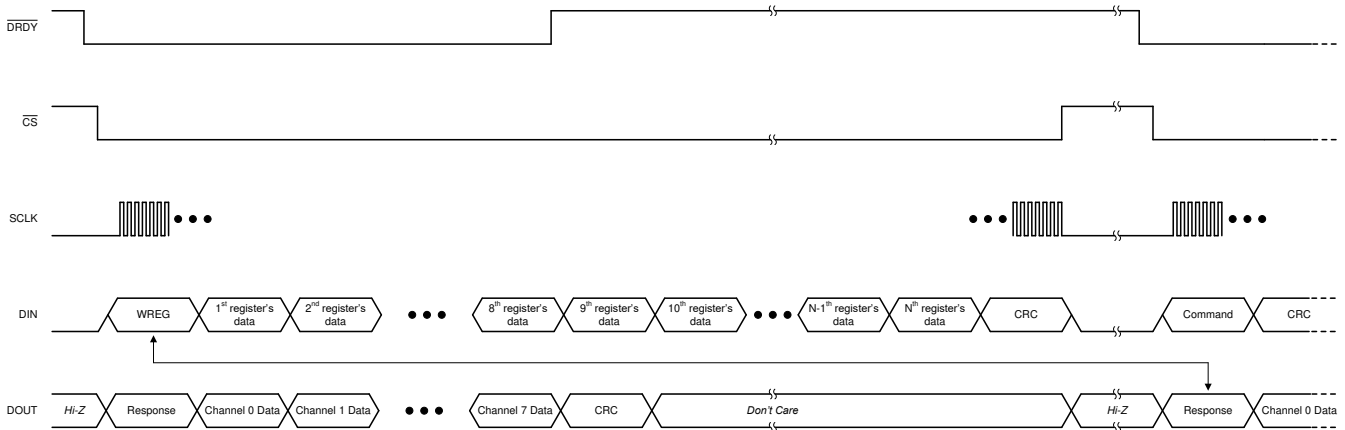 DRDY
CS
SCLK
DIN
WREG
1st register's
data
2nd register's
data
8th register's
data
9th register's
data
10th register's
data
N-1th register's
data
Nth register's
data
CRC
Command
CRC
DOUT
Hi-Z
Response
Channel 0 Data
Channel 1 Data
Channel 7 Data
CRC
Don't Care
Hi-Z
Response
Channel 0 Data